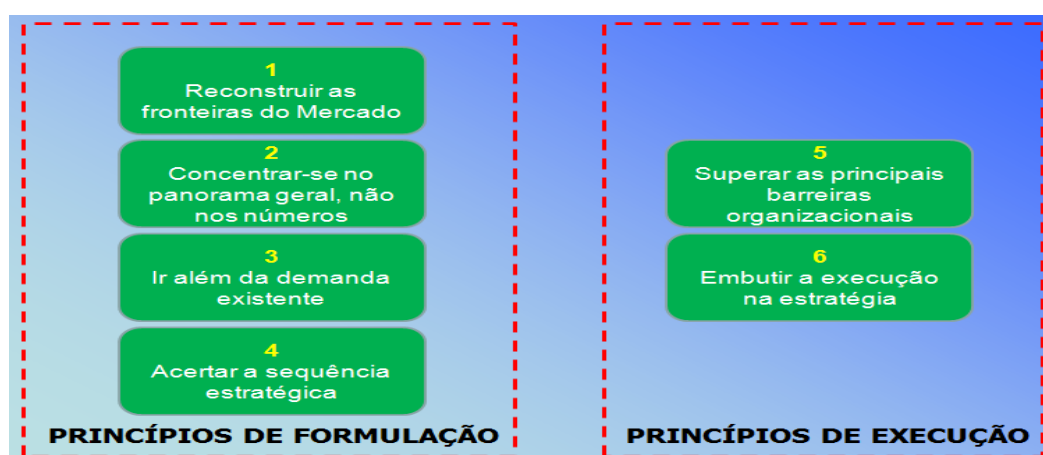 1
Reconstruir as
fronteiras do Mercado
2
Concentrar-se no
panorama geral, não
nos números
3
Ir além da demanda
existente
4
Acertar a sequência
estratégica
PRINCÍPIOS DE FORMULAÇÃO
5
Superar as principais
barreiras
organizacionais
6
Embutir a execução
na estratégia
PRINCÍPIOS DE EXECUÇÃO